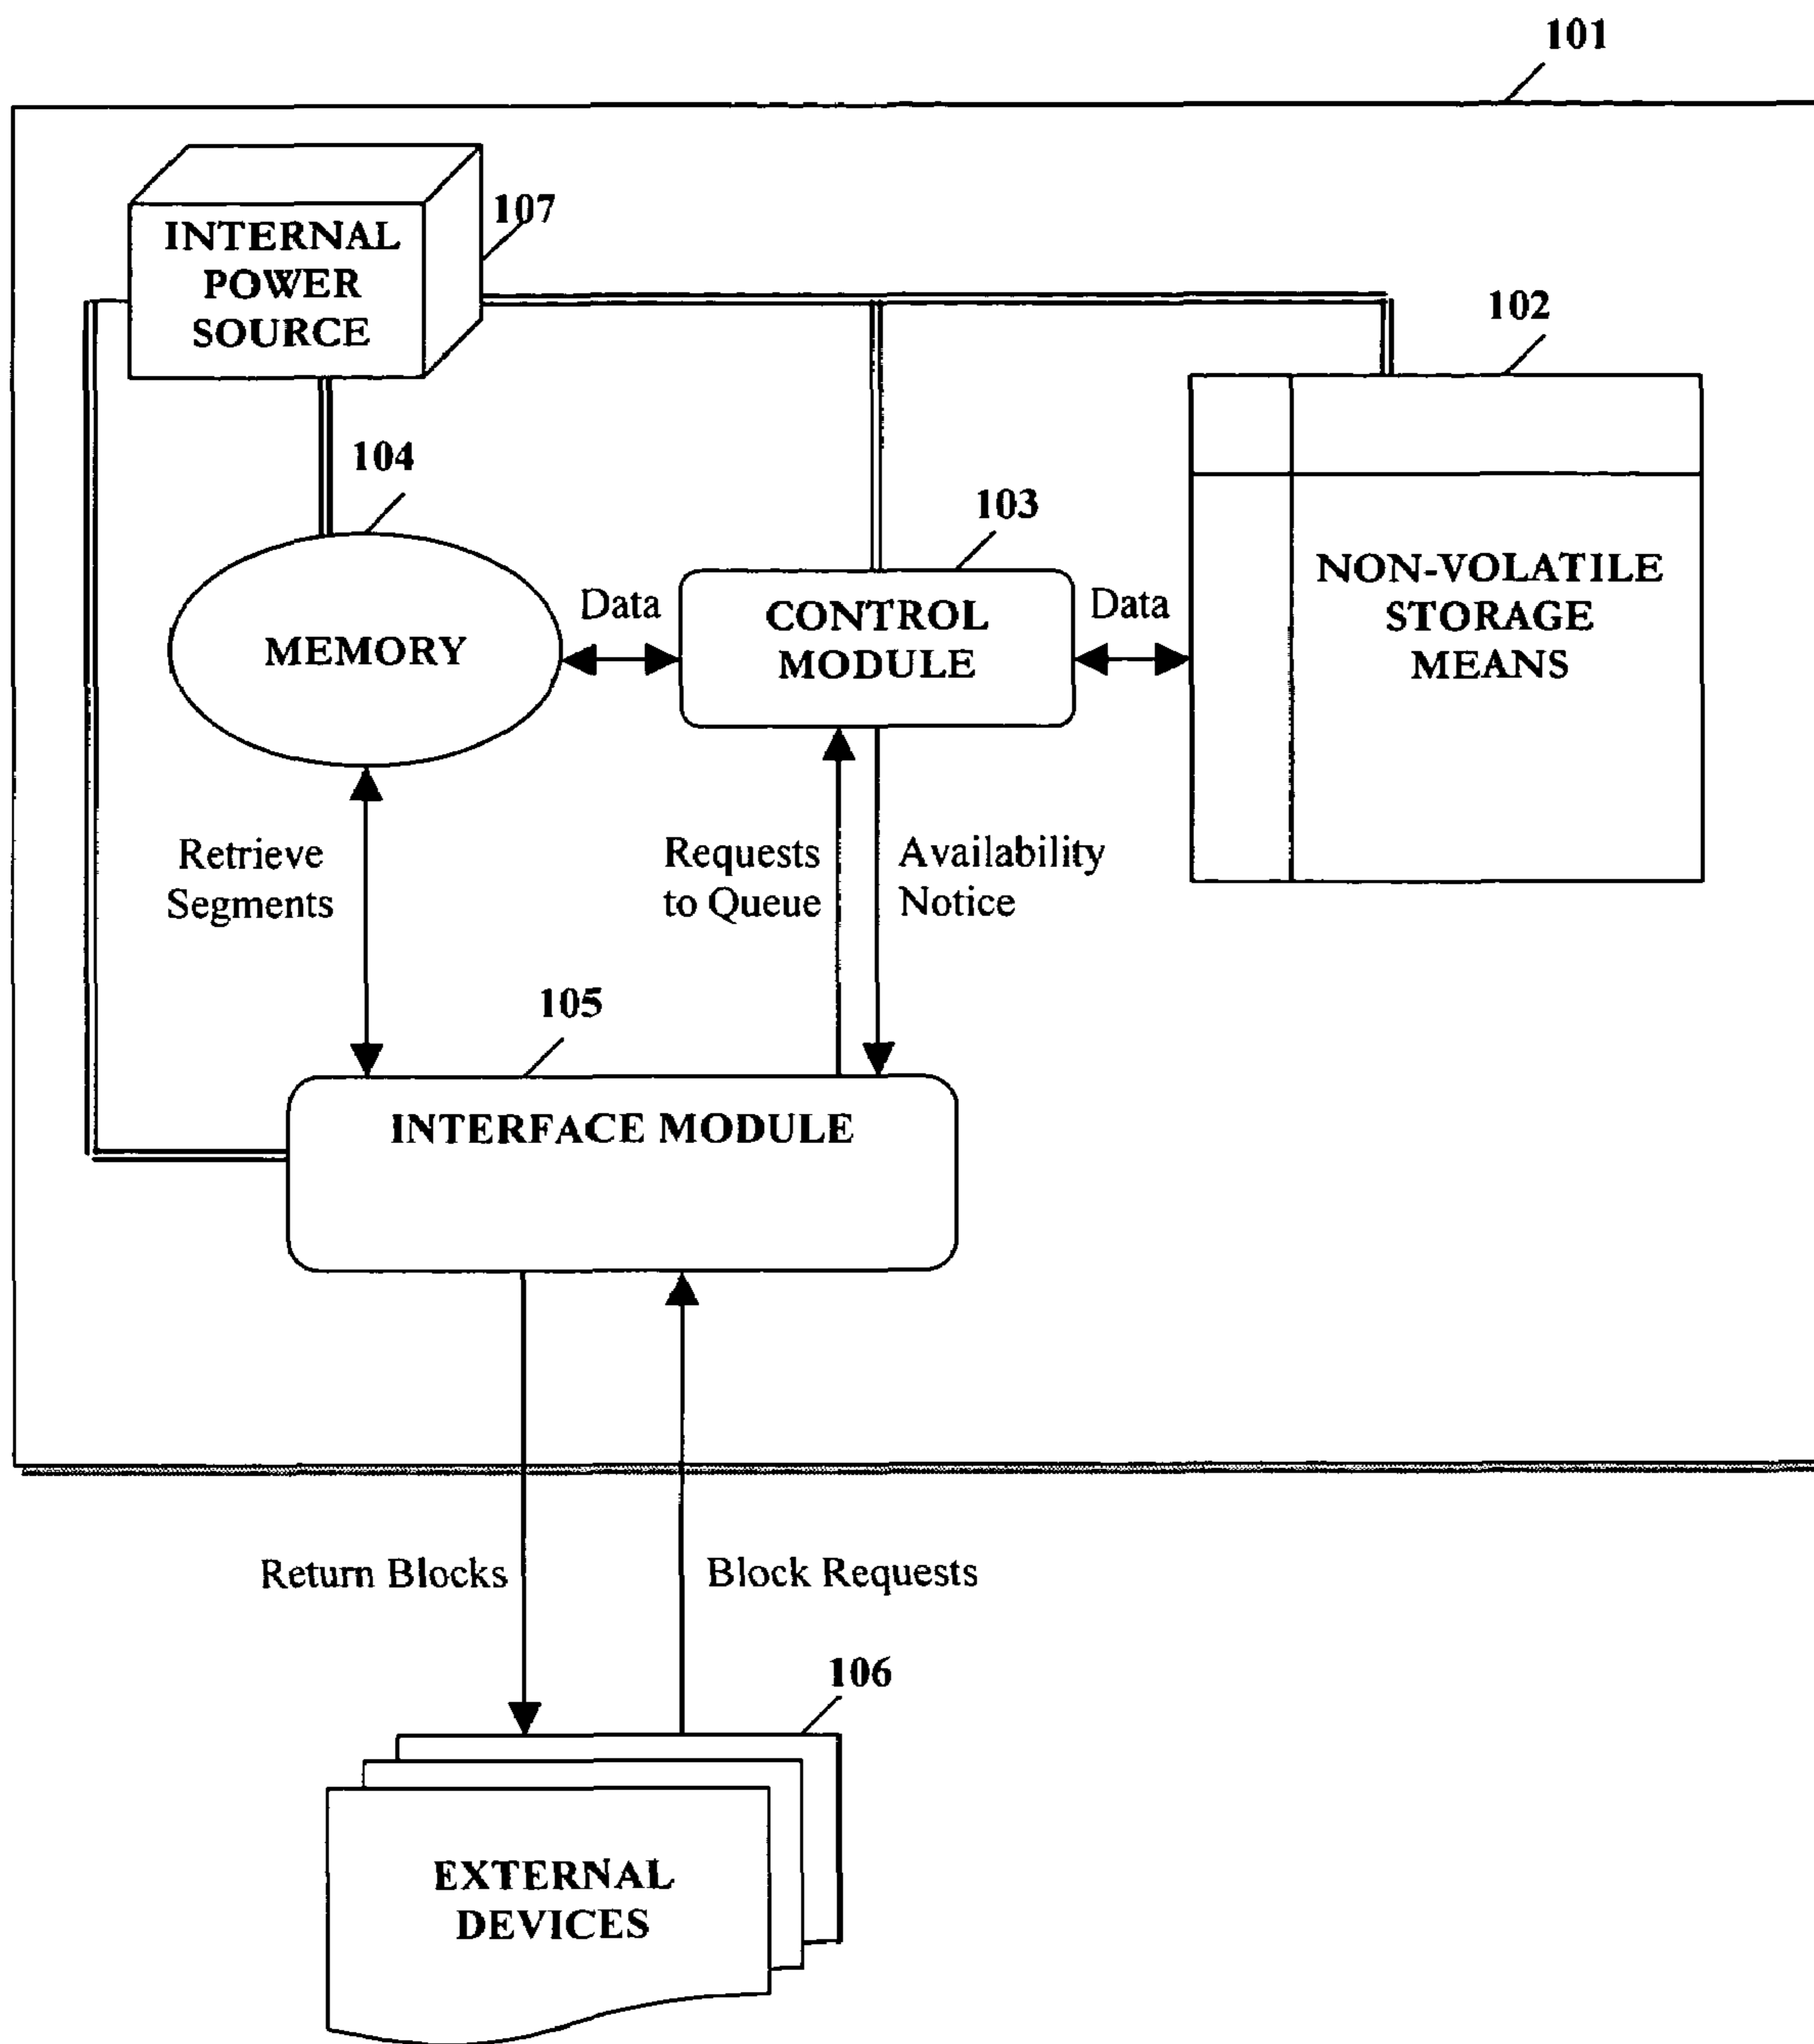 101
107
INTERNAL
POWER
SOURCE
102
104
103
NON-VOLATILE
STORAGE
MEANS
Data
CONTROL
MODULE
Data
MEMORY
Retrieve
Segments
Requests
to Queue
Availability
Notice
105
INTERFACE MODULE
Return Blocks
Block Requests
106
EXTERNAL
DEVICES